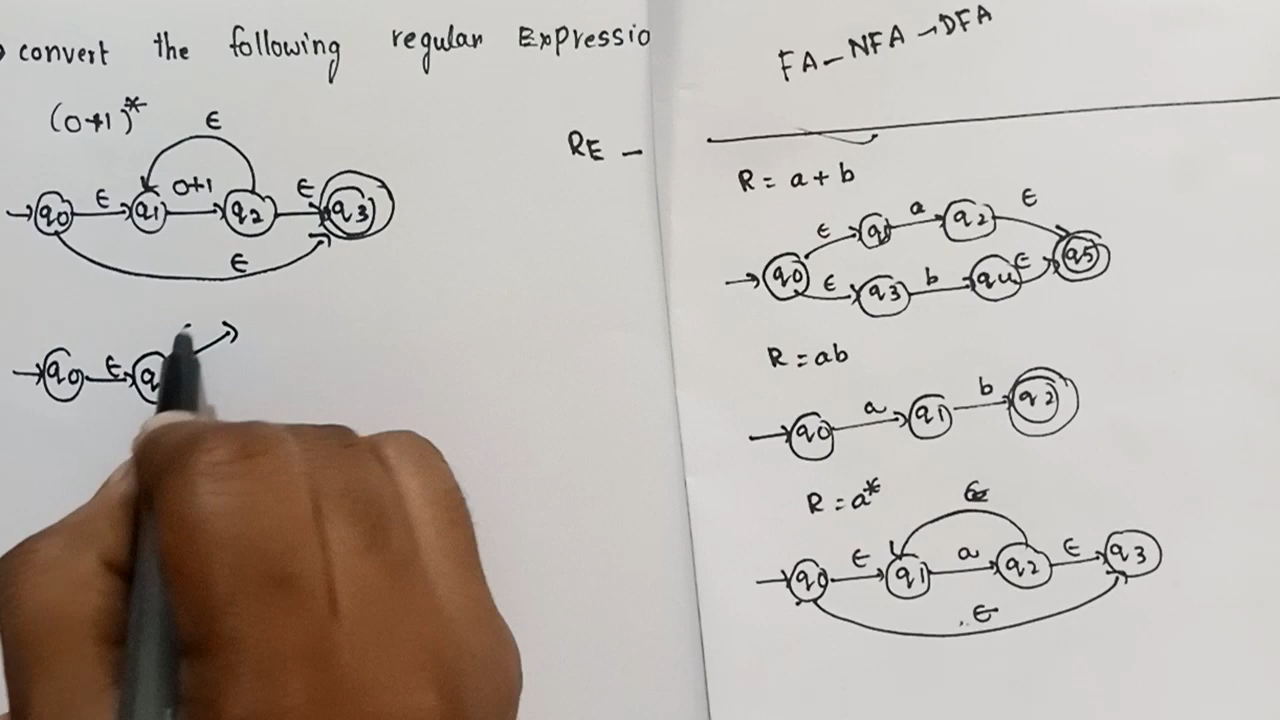 convert the following regular Expressio
(0+1)*
ϵ
q0 ϵ q1 0+1 q2 ϵ q3
ϵ
q0 ϵ q
RE -
FA - NFA → DFA
R = a + b
ϵ q1 a q2 ϵ
q0 ϵ q3 b q4 ϵ q5
R = ab
q0 a q1 b q2
R = a*
ϵ
q0 ϵ q1 a q2 ϵ q3
ϵ